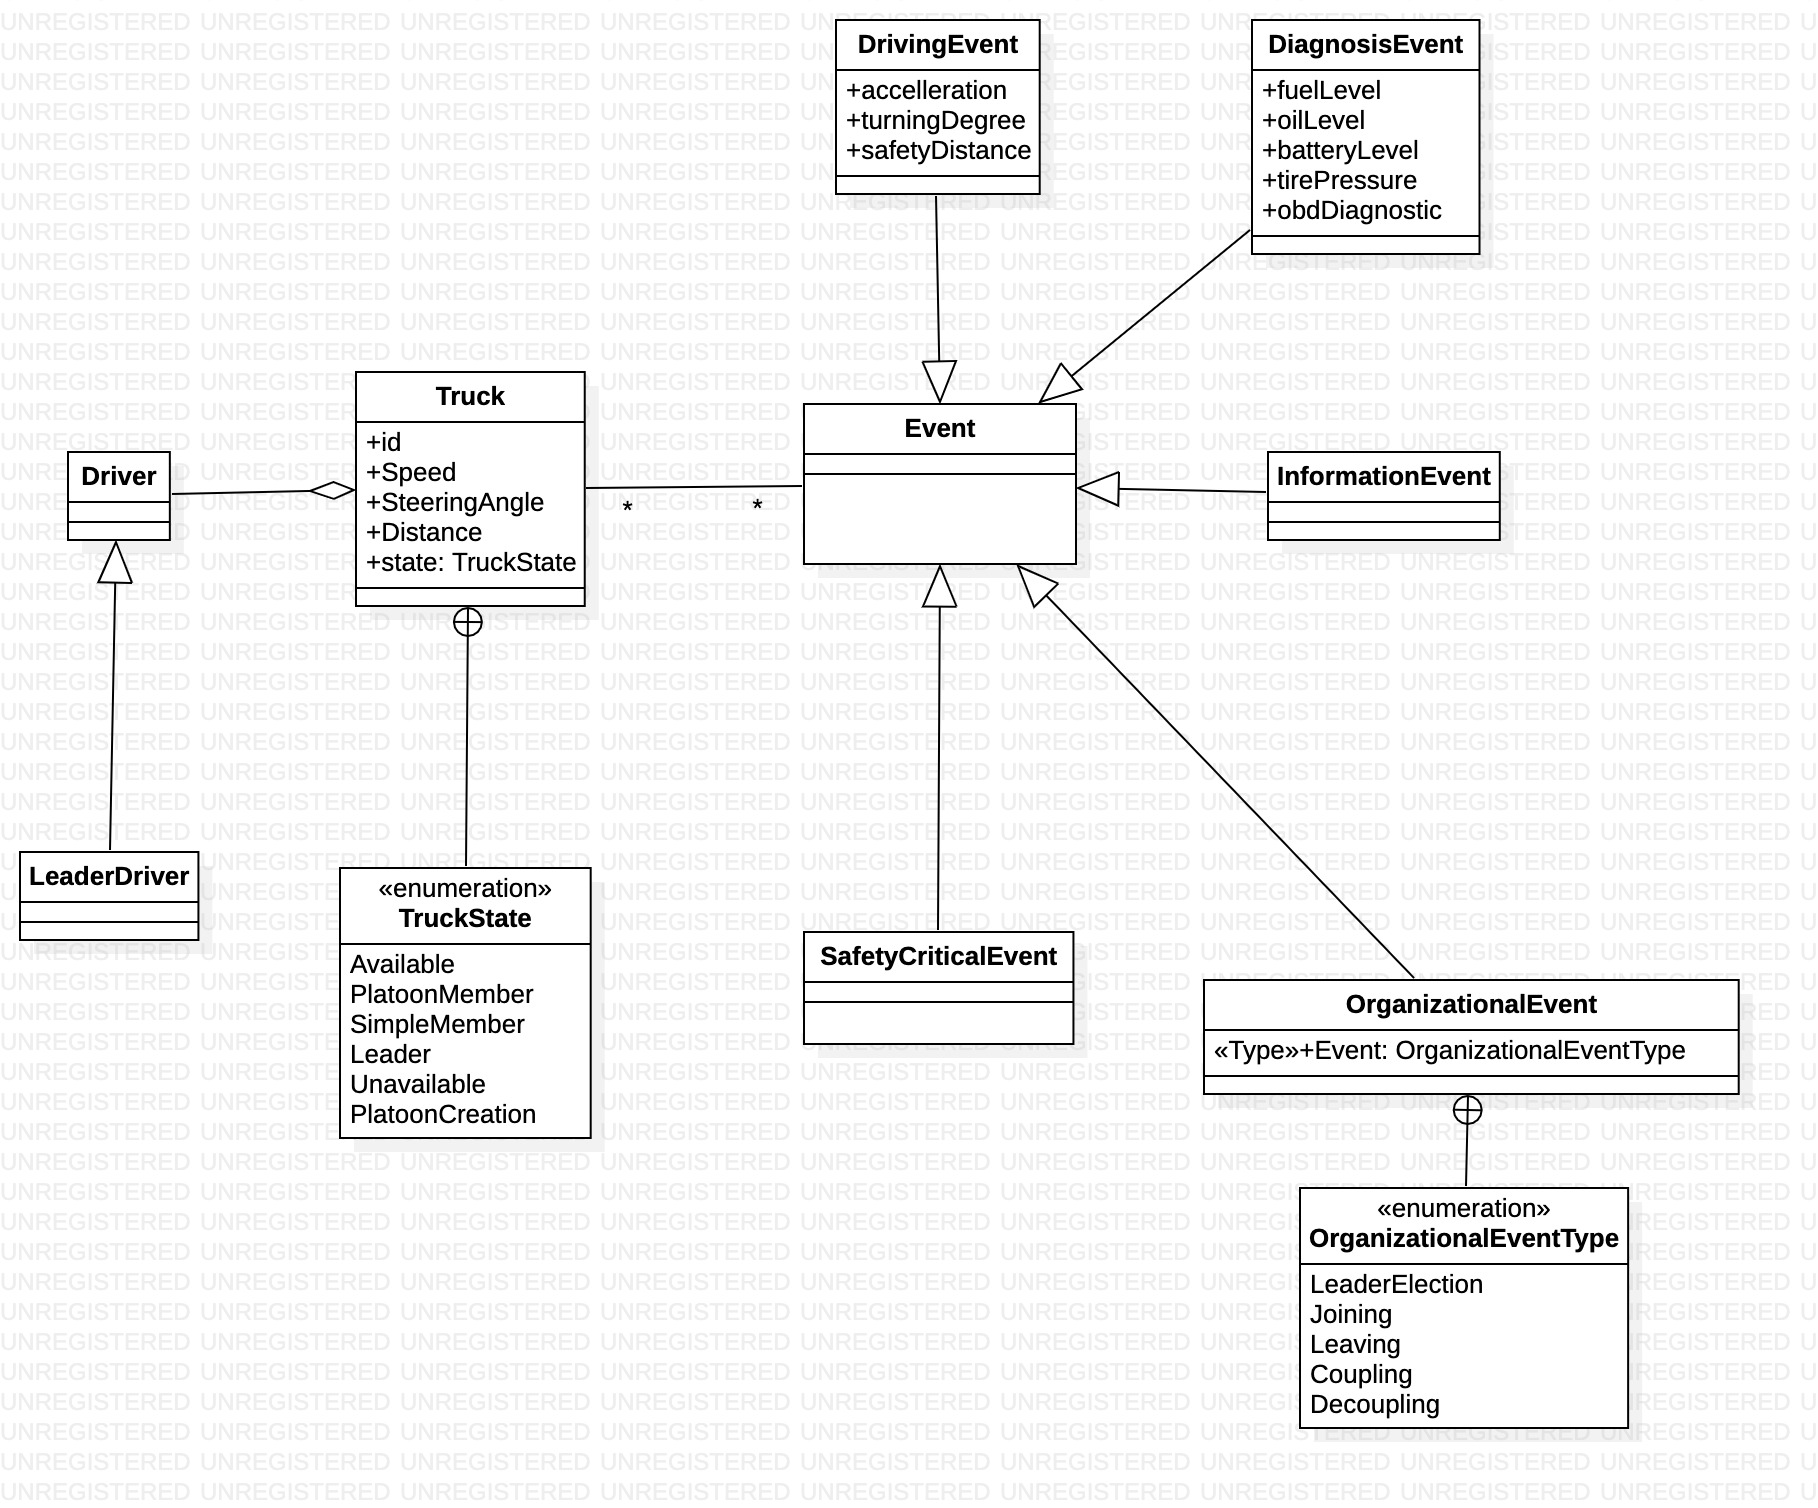 DrivingEvent
+accelleration
+turningDegree
+safetyDistance
DiagnosisEvent
+fuelLevel
+oilLevel
+batteryLevel
+tirePressure
+obdDiagnostic
Truck
+id
+Speed
+SteeringAngle
+Distance
+state: TruckState
Driver
*
*
Event
InformationEvent
LeaderDriver
«enumeration»
TruckState
Available
PlatoonMember
SimpleMember
Leader
Unavailable
PlatoonCreation
SafetyCriticalEvent
OrganizationalEvent
«Type»+Event: OrganizationalEventType
«enumeration»
OrganizationalEventType
LeaderElection
Joining
Leaving
Coupling
Decoupling
UNREGISTERED